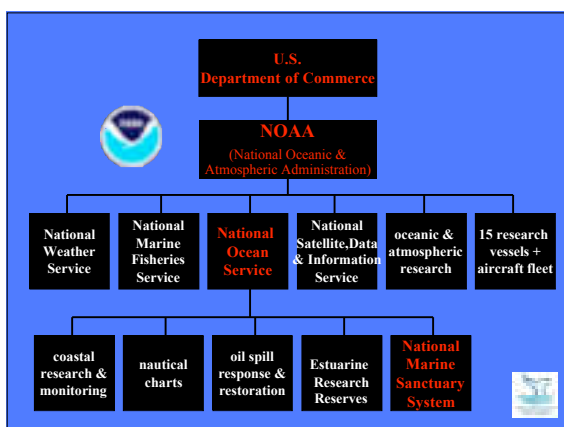 U.S.
Department of Commerce
NOAA
(National Oceanic &
Atmospheric Administration)
National
Weather
Service
National
Marine
Fisheries
Service
National
Ocean
Service
National
Satellite,Data
& Information
Service
oceanic &
atmospheric
research
15 research
vessels +
aircraft fleet
coastal
research &
monitoring
nautical
charts
oil spill
response &
restoration
Estuarine
Research
Reserves
National
Marine
Sanctuary
System